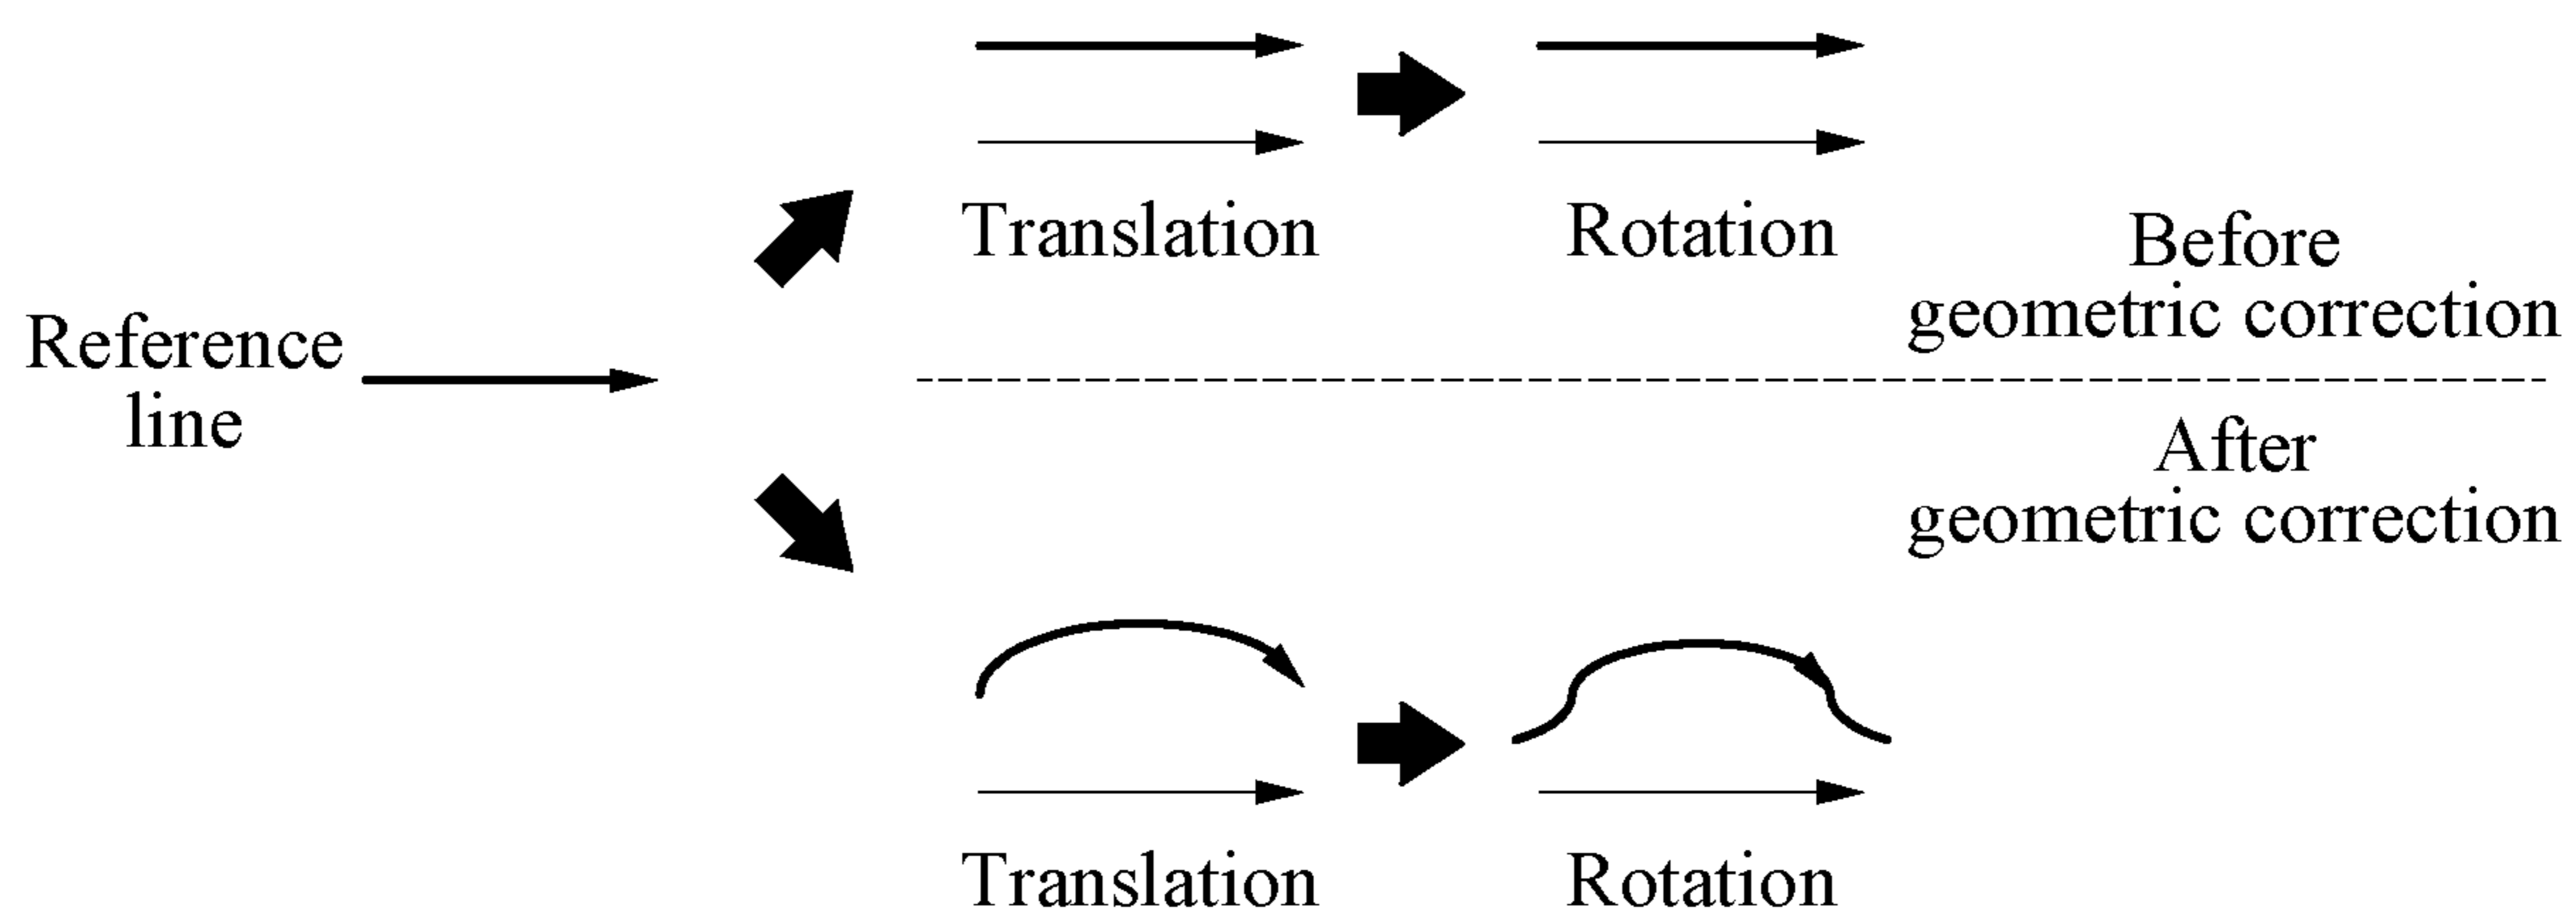 Translation
Rotation
Before
geometric correction
Reference
line
After
geometric correction
Translation
Rotation